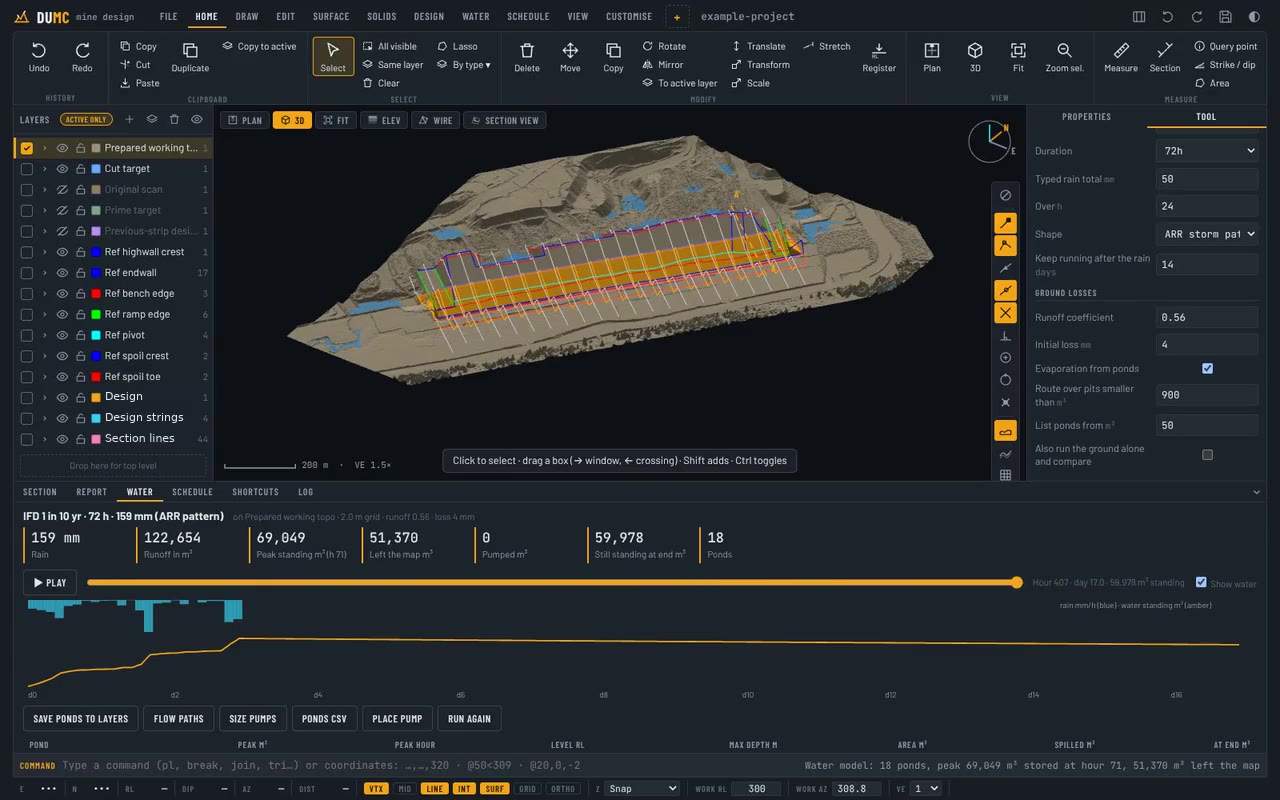 DUMC mine design FILE HOME DRAW EDIT SURFACE SOLIDS DESIGN WATER SCHEDULE VIEW CUSTOMISE + example-project
Copy Copy to active All visible Lasso Rotate Translate Stretch Query point
Cut Same layer By type ▾ Mirror Transform Strike / dip
Undo Redo Duplicate Select Delete Move Copy Register Plan 3D Fit Zoom sel. Measure Section
Paste Clear To active layer Scale Area
HISTORY CLIPBOARD SELECT MODIFY VIEW MEASURE
LAYERS ACTIVE ONLY
PLAN 3D FIT ELEV WIRE SECTION VIEW
PROPERTIES TOOL
Prepared working t... 1
Cut target 1
Original scan 1
Prime target 1
Previous-strip desi... 1
Ref highwall crest 1
Ref endwall 17
Ref bench edge 3
Ref ramp edge 6
Ref pivot 4
Ref spoil crest 2
Ref spoil toe 2
Design 1
Design strings 4
Section lines 44
Drop here for top level
N
E
200 m · VE 1.5×
Click to select · drag a box (→ window, ← crossing) · Shift adds · Ctrl toggles
Duration 72h
Typed rain total mm 50
Over h 24
Shape ARR storm pat
Keep running after the rain
days 14
GROUND LOSSES
Runoff coefficient 0.56
Initial loss mm 4
Evaporation from ponds
Route over pits smaller
than m³ 900
List ponds from m³ 50
Also run the ground alone
and compare
SECTION REPORT WATER SCHEDULE SHORTCUTS LOG
IFD 1 in 10 yr · 72 h · 159 mm (ARR pattern) on Prepared working topo · 2.0 m grid · runoff 0.56 · loss 4 mm
159 mm 122,654 69,049 51,370 0 59,978 18
Rain Runoff in m³ Peak standing m³ (h 71) Left the map m³ Pumped m³ Still standing at end m³ Ponds
PLAY Hour 407 · day 17.0 · 59,978 m³ standing Show water
rain mm/h (blue) · water standing m³ (amber)
d0 d2 d4 d6 d8 d10 d12 d14 d16
SAVE PONDS TO LAYERS FLOW PATHS SIZE PUMPS PONDS CSV PLACE PUMP RUN AGAIN
POND PEAK M³ PEAK HOUR LEVEL RL MAX DEPTH M AREA M² SPILLED M³ AT END M³
COMMAND Type a command (pl, break, join, tri…) or coordinates: …,…,320 · @50<309 · @20,0,-2 Water model: 18 ponds, peak 69,049 m³ stored at hour 71, 51,370 m³ left the map
E ••• N ••• RL — DIP — AZ — DIST — VTX MID LINE INT SURF GRID ORTHO Z Snap WORK RL 300 WORK AZ 308.8 VE 1